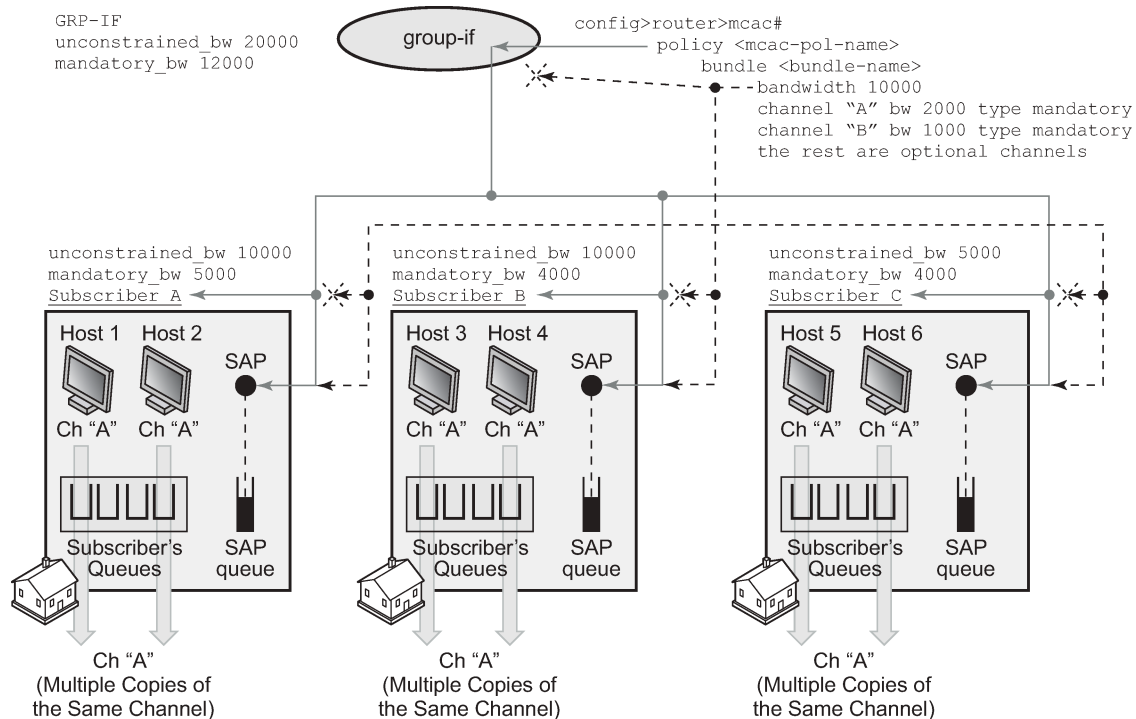 GRP-IF
unconstrained_bw 20000
mandatory_bw 12000
group-if
config>router>mcac#
policy <mcac-pol-name>
bundle <bundle-name>
bandwidth 10000
channel “A” bw 2000 type mandatory
channel “B” bw 1000 type mandatory
the rest are optional channels
unconstrained_bw 10000
mandatory_bw 5000
Subscriber A
Host 1
Host 2
SAP
Ch “A”
Ch “A”
Subscriber’s
Queues
SAP
queue
Ch “A”
(Multiple Copies of
the Same Channel)
unconstrained_bw 10000
mandatory_bw 4000
Subscriber B
Host 3
Host 4
SAP
Ch “A”
Ch “A”
Subscriber’s
Queues
SAP
queue
Ch “A”
(Multiple Copies of
the Same Channel)
unconstrained_bw 5000
mandatory_bw 4000
Subscriber C
Host 5
Host 6
SAP
Ch “A”
Ch “A”
Subscriber’s
Queues
SAP
queue
Ch “A”
(Multiple Copies of
the Same Channel)